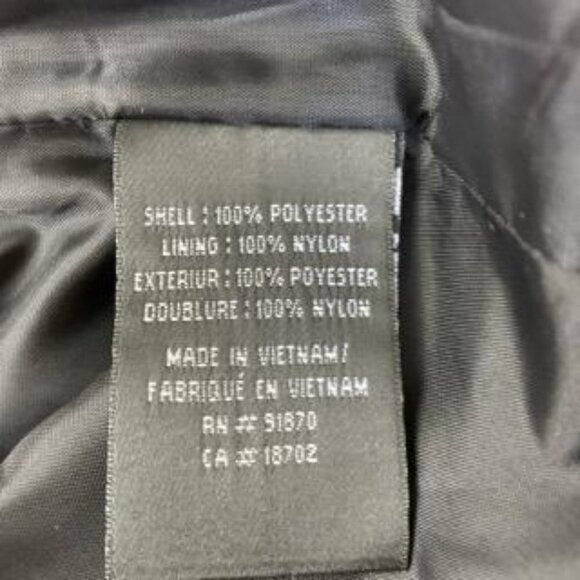 SHELL : 100% POLYESTER
LINING : 100% NYLON
EXTERIUR : 100% POYESTER
DOUBLURE : 100% NYLON
MADE IN VIETNAM/
FABRIQUÉ EN VIETNAM
RN # 91870
CA # 18702